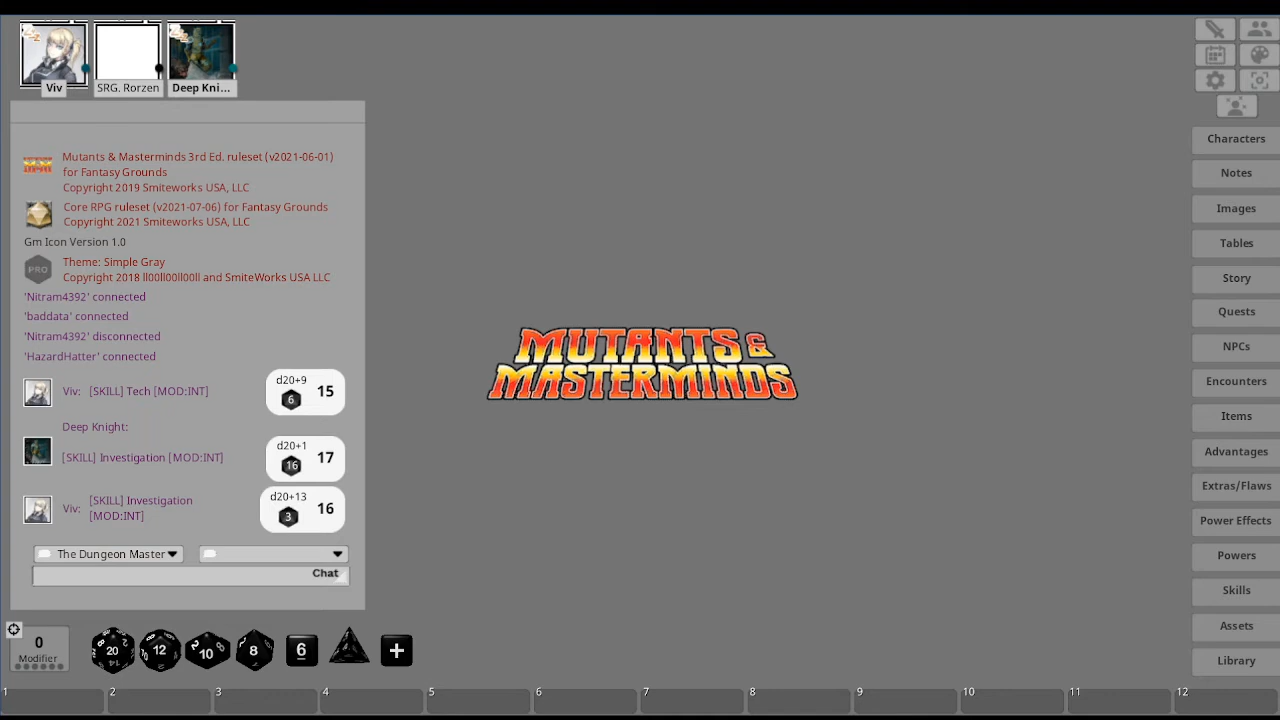 Viv
SRG. Rorzen
Deep Kni...
Mutants & Masterminds 3rd Ed. ruleset (v2021-06-01)
for Fantasy Grounds
Copyright 2019 Smiteworks USA, LLC
Core RPG ruleset (v2021-07-06) for Fantasy Grounds
Copyright 2021 Smiteworks USA, LLC
Gm Icon Version 1.0
PRO
Theme: Simple Gray
Copyright 2018 ll00ll00ll00ll and SmiteWorks USA LLC
'Nitram4392' connected
'baddata' connected
'Nitram4392' disconnected
'HazardHatter' connected
Viv: [SKILL] Tech [MOD:INT]
d20+9
6 15
Deep Knight:
[SKILL] Investigation [MOD:INT]
d20+1
16 17
Viv: [SKILL] Investigation
[MOD:INT]
d20+13
3 16
The Dungeon Master
Chat
MUTANTS &
MASTERMINDS
Characters
Notes
Images
Tables
Story
Quests
NPCs
Encounters
Items
Advantages
Extras/Flaws
Power Effects
Powers
Skills
Assets
Library
0
Modifier
20 12 10 8 6 +
1 2 3 4 5 6 7 8 9 10 11 12